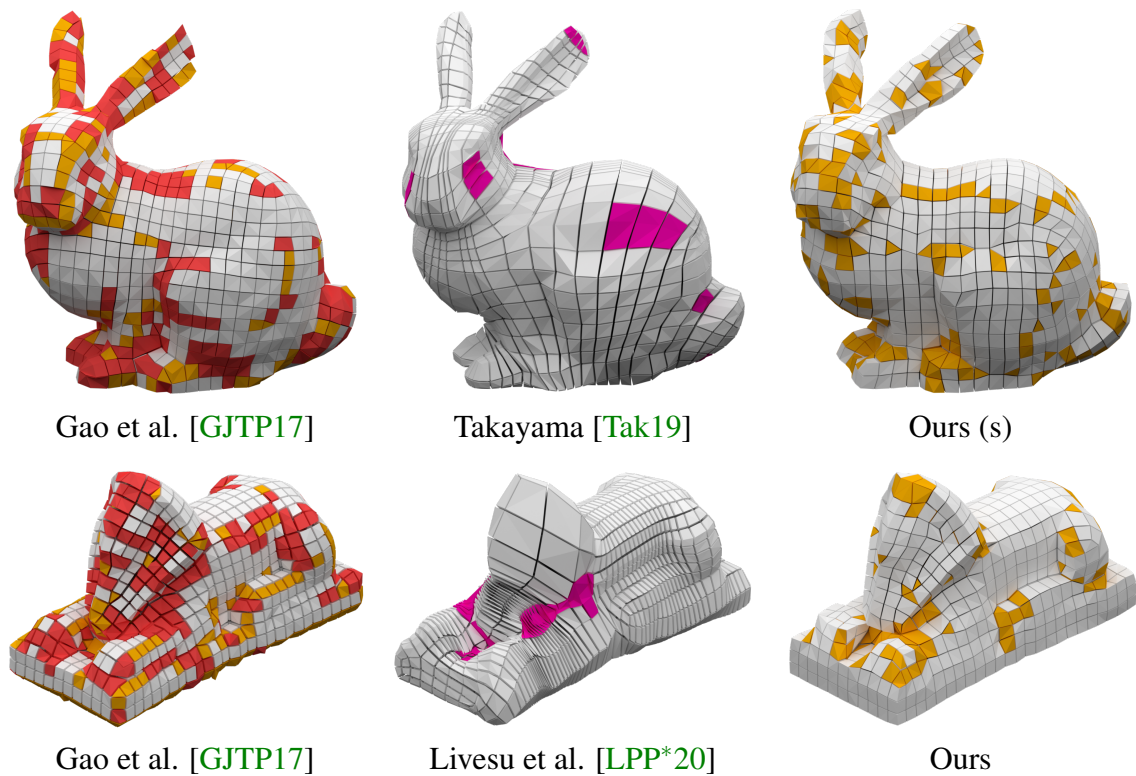 Gao et al. [GJTP17]
Takayama [Tak19]
Ours (s)
Gao et al. [GJTP17]
Livesu et al. [LPP*20]
Ours